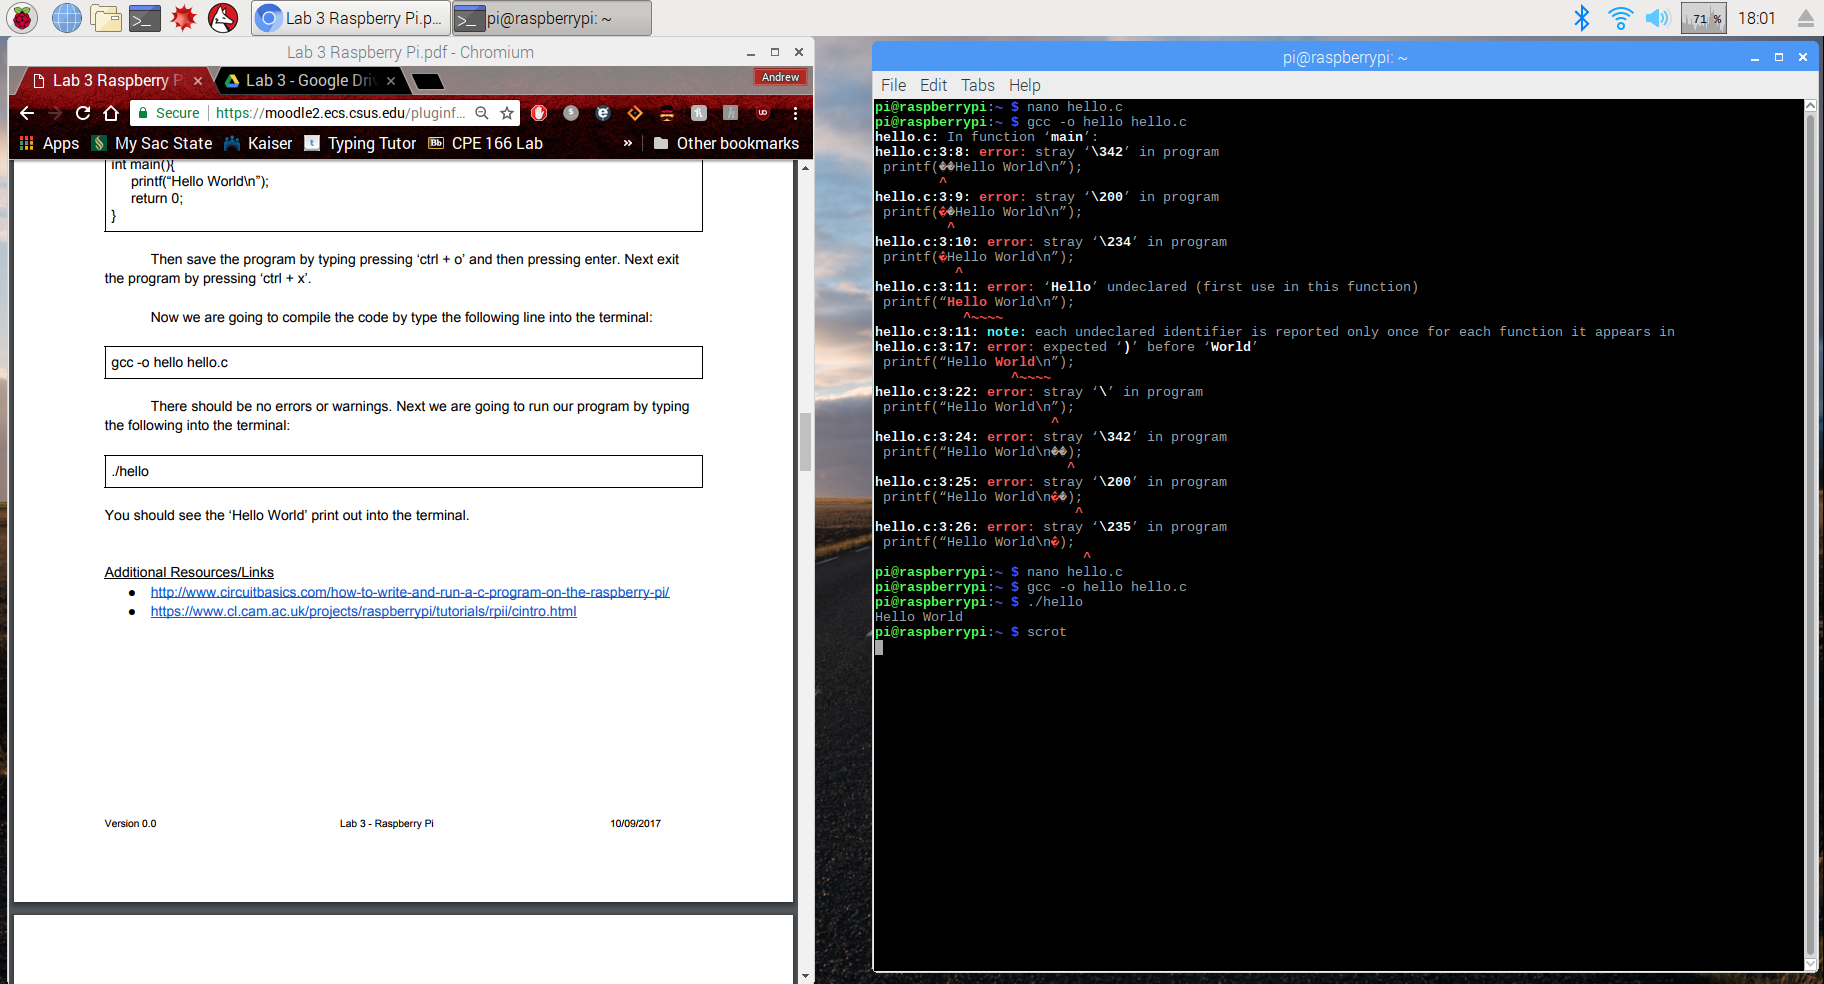 Lab 3 Raspberry Pi.p...
pi@raspberrypi: ~
71 %
18:01
Lab 3 Raspberry Pi.pdf - Chromium
Lab 3 Raspberry P
Lab 3 - Google Dri
Andrew
Secure
https://moodle2.ecs.csus.edu/pluginf...
Apps
My Sac State
Kaiser
Typing Tutor
Bb
CPE 166 Lab
»
Other bookmarks
int main(){
printf(“Hello World\n”);
return 0;
}
Then save the program by typing pressing ‘ctrl + o’ and then pressing enter. Next exit
the program by pressing ‘ctrl + x’.
Now we are going to compile the code by type the following line into the terminal:
gcc -o hello hello.c
There should be no errors or warnings. Next we are going to run our program by typing
the following into the terminal:
./hello
You should see the ‘Hello World’ print out into the terminal.
Additional Resources/Links
● http://www.circuitbasics.com/how-to-write-and-run-a-c-program-on-the-raspberry-pi/
● https://www.cl.cam.ac.uk/projects/raspberrypi/tutorials/rpii/cintro.html
Version 0.0
Lab 3 - Raspberry Pi
10/09/2017
pi@raspberrypi: ~
File Edit Tabs Help
pi@raspberrypi:~ $ nano hello.c
pi@raspberrypi:~ $ gcc -o hello hello.c
hello.c: In function ‘main’:
hello.c:3:8: error: stray ‘\342’ in program
printf(��Hello World\n”);
^
hello.c:3:9: error: stray ‘\200’ in program
printf(��Hello World\n”);
^
hello.c:3:10: error: stray ‘\234’ in program
printf(�Hello World\n”);
^
hello.c:3:11: error: ‘Hello’ undeclared (first use in this function)
printf(“Hello World\n”);
^~~~~
hello.c:3:11: note: each undeclared identifier is reported only once for each function it appears in
hello.c:3:17: error: expected ‘)’ before ‘World’
printf(“Hello World\n”);
^~~~~
hello.c:3:22: error: stray ‘\’ in program
printf(“Hello World\n”);
^
hello.c:3:24: error: stray ‘\342’ in program
printf(“Hello World\n��);
^
hello.c:3:25: error: stray ‘\200’ in program
printf(“Hello World\n��);
^
hello.c:3:26: error: stray ‘\235’ in program
printf(“Hello World\n�);
^
pi@raspberrypi:~ $ nano hello.c
pi@raspberrypi:~ $ gcc -o hello hello.c
pi@raspberrypi:~ $ ./hello
Hello World
pi@raspberrypi:~ $ scrot